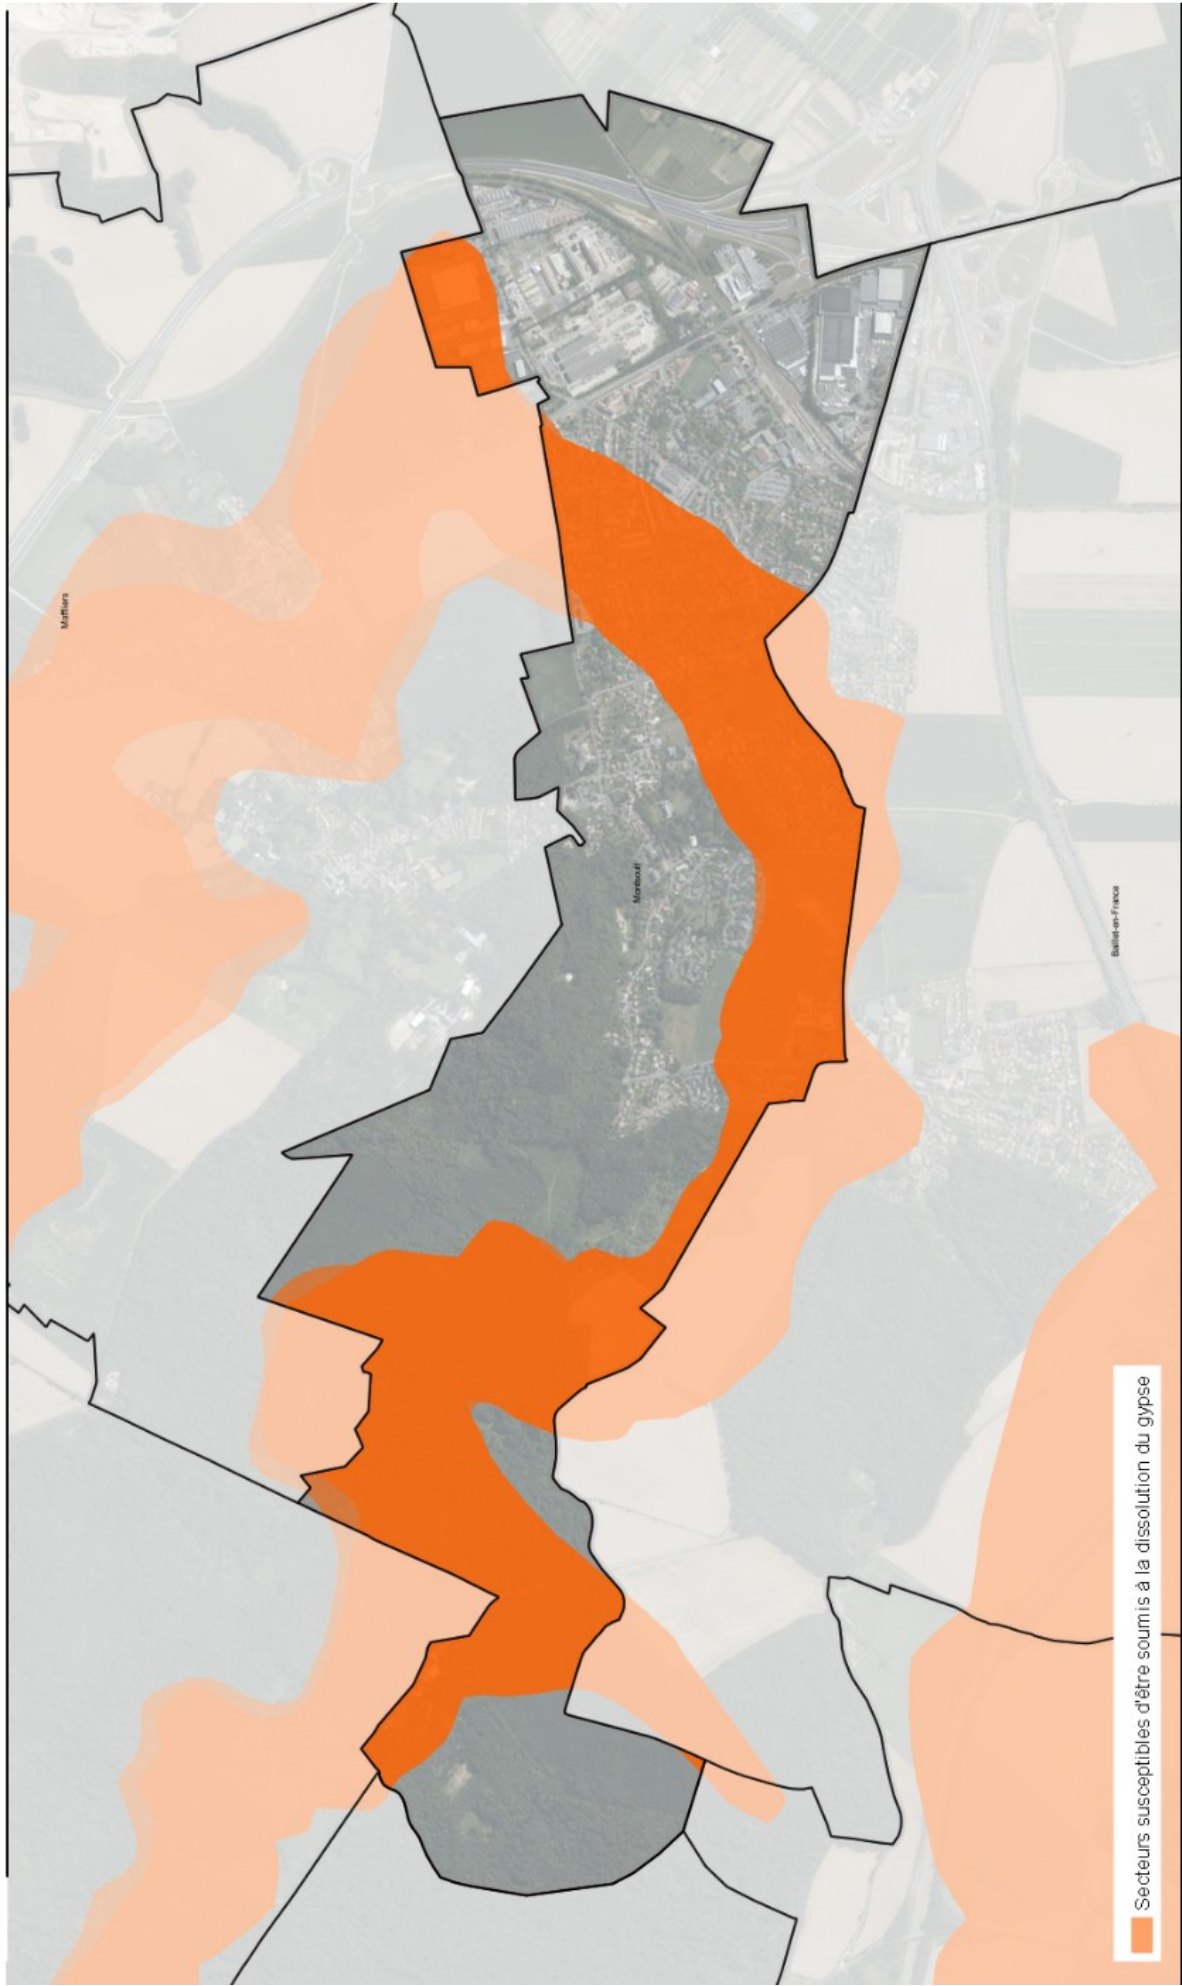 Maffliers
Montsoult
Baillet-en-France
Secteurs susceptibles d'être soumis à la dissolution du gypse